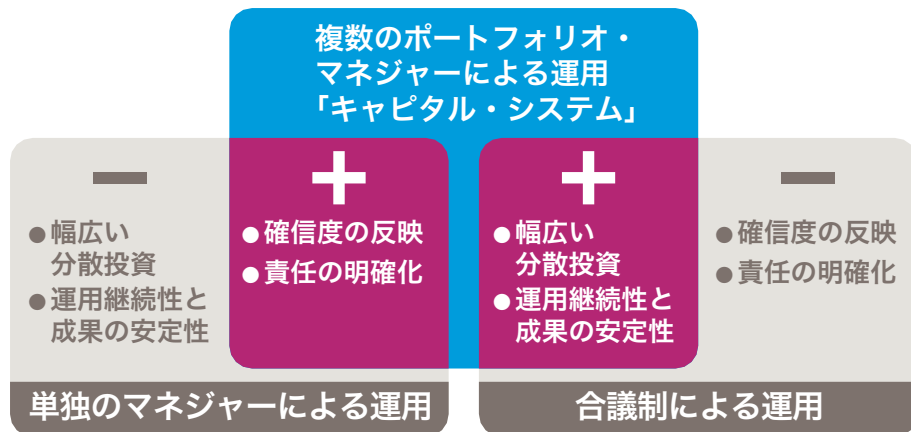 複数のポートフォリオ・
マネジャーによる運用
「キャピタル・システム」
−
●幅広い
分散投資
●運用継続性と
成果の安定性
+
●確信度の反映
●責任の明確化
単独のマネジャーによる運用
+
●幅広い
分散投資
●運用継続性と
成果の安定性
−
●確信度の反映
●責任の明確化
合議制による運用